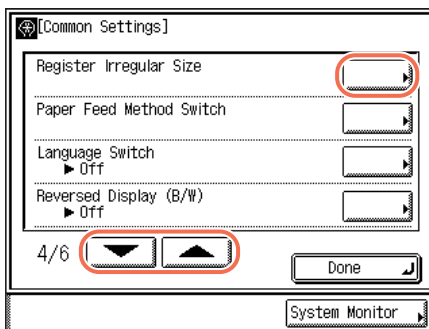 [Common Settings]
Register Irregular Size
Paper Feed Method Switch
Language Switch
► Off
Reversed Display (B/W)
► Off
4/6
Done
System Monitor